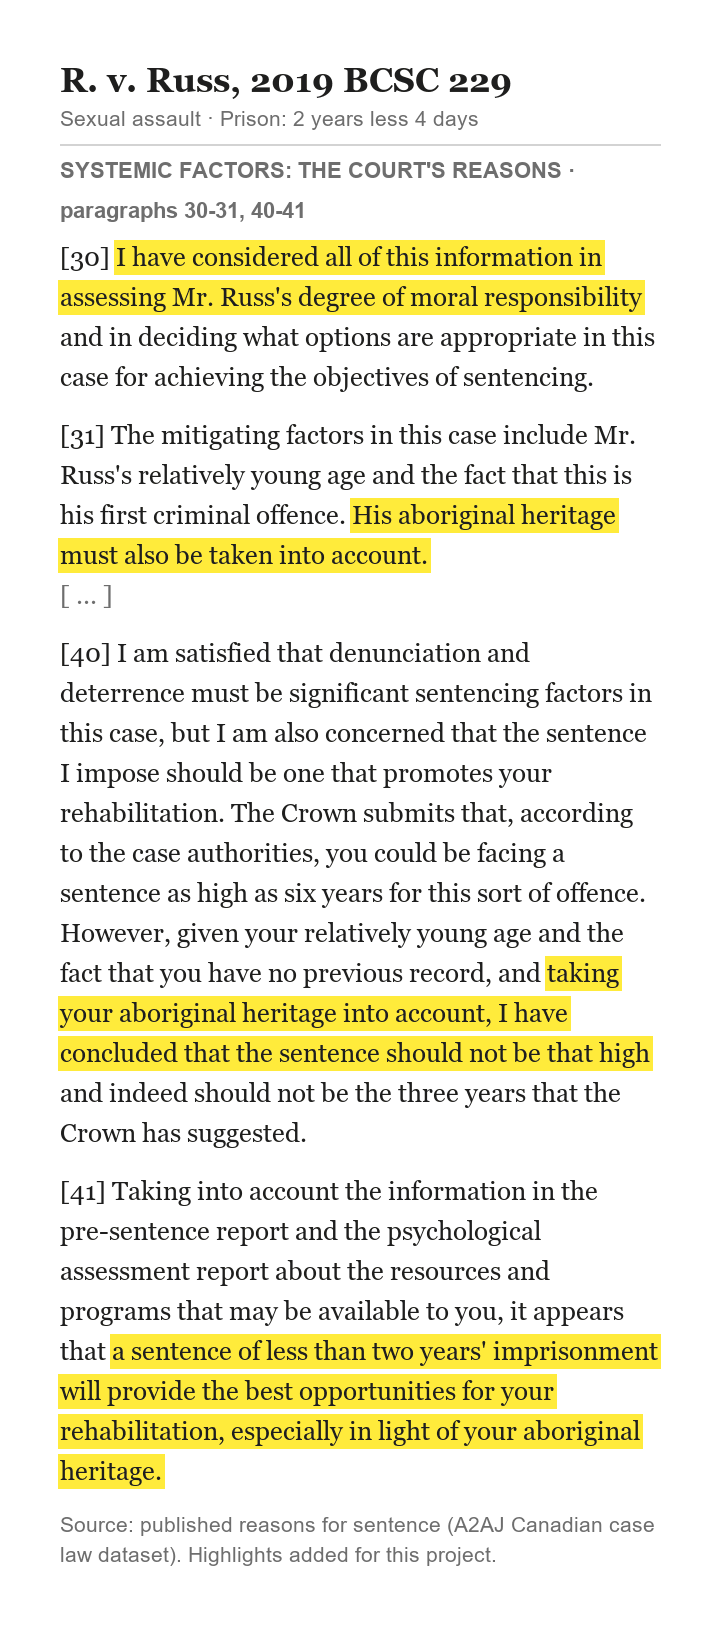 R. v. Russ, 2019 BCSC 229
Sexual assault · Prison: 2 years less 4 days
SYSTEMIC FACTORS: THE COURT'S REASONS ·
paragraphs 30-31, 40-41
[30] I have considered all of this information in
assessing Mr. Russ's degree of moral responsibility
and in deciding what options are appropriate in this
case for achieving the objectives of sentencing.
[31] The mitigating factors in this case include Mr.
Russ's relatively young age and the fact that this is
his first criminal offence. His aboriginal heritage
must also be taken into account.
[ ... ]
[40] I am satisfied that denunciation and
deterrence must be significant sentencing factors in
this case, but I am also concerned that the sentence
I impose should be one that promotes your
rehabilitation. The Crown submits that, according
to the case authorities, you could be facing a
sentence as high as six years for this sort of offence.
However, given your relatively young age and the
fact that you have no previous record, and taking
your aboriginal heritage into account, I have
concluded that the sentence should not be that high
and indeed should not be the three years that the
Crown has suggested.
[41] Taking into account the information in the
pre-sentence report and the psychological
assessment report about the resources and
programs that may be available to you, it appears
that a sentence of less than two years' imprisonment
will provide the best opportunities for your
rehabilitation, especially in light of your aboriginal
heritage.
Source: published reasons for sentence (A2AJ Canadian case
law dataset). Highlights added for this project.